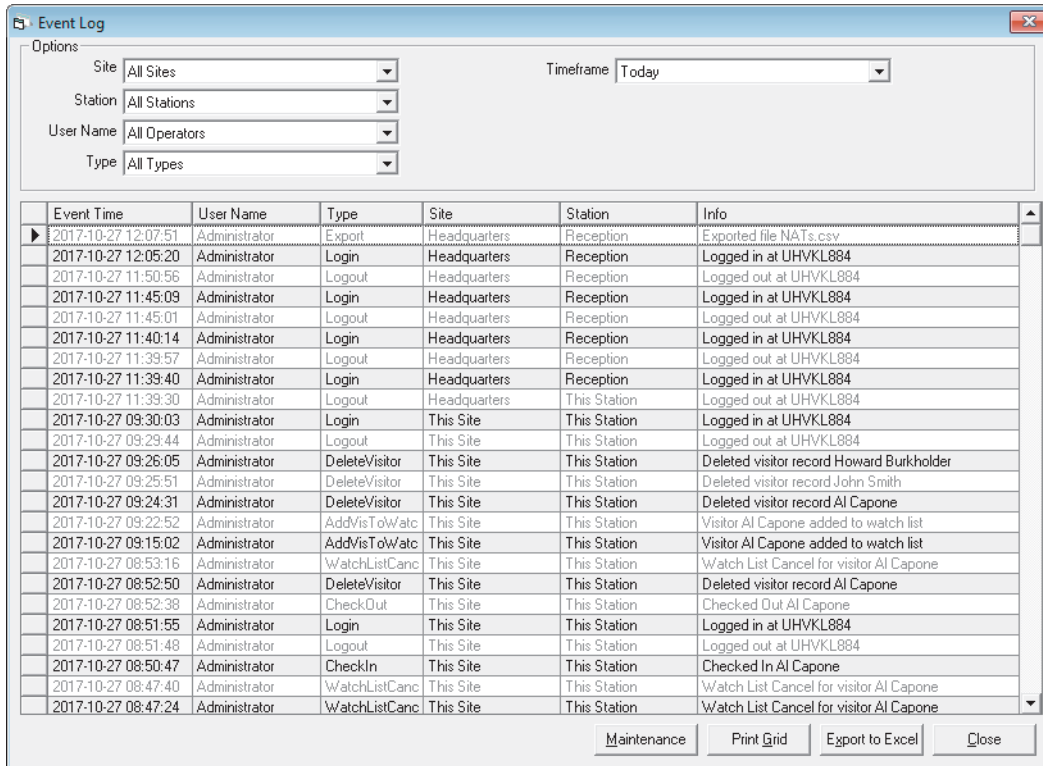 Event Log
Options
Site All Sites Timeframe Today
Station All Stations
User Name All Operators
Type All Types
Event Time User Name Type Site Station Info
2017-10-27 12:07:51 Administrator Export Headquarters Reception Exported file NATs.csv
2017-10-27 12:05:20 Administrator Login Headquarters Reception Logged in at UHVKL884
2017-10-27 11:50:56 Administrator Logout Headquarters Reception Logged out at UHVKL884
2017-10-27 11:45:09 Administrator Login Headquarters Reception Logged in at UHVKL884
2017-10-27 11:45:01 Administrator Logout Headquarters Reception Logged out at UHVKL884
2017-10-27 11:40:14 Administrator Login Headquarters Reception Logged in at UHVKL884
2017-10-27 11:39:57 Administrator Logout Headquarters Reception Logged out at UHVKL884
2017-10-27 11:39:40 Administrator Login Headquarters Reception Logged in at UHVKL884
2017-10-27 11:39:30 Administrator Logout Headquarters This Station Logged out at UHVKL884
2017-10-27 09:30:03 Administrator Login This Site This Station Logged in at UHVKL884
2017-10-27 09:29:44 Administrator Logout This Site This Station Logged out at UHVKL884
2017-10-27 09:26:05 Administrator DeleteVisitor This Site This Station Deleted visitor record Howard Burkholder
2017-10-27 09:25:51 Administrator DeleteVisitor This Site This Station Deleted visitor record John Smith
2017-10-27 09:24:31 Administrator DeleteVisitor This Site This Station Deleted visitor record Al Capone
2017-10-27 09:22:52 Administrator AddVisToWatc This Site This Station Visitor Al Capone added to watch list
2017-10-27 09:15:02 Administrator AddVisToWatc This Site This Station Visitor Al Capone added to watch list
2017-10-27 08:53:16 Administrator WatchListCanc This Site This Station Watch List Cancel for visitor Al Capone
2017-10-27 08:52:50 Administrator DeleteVisitor This Site This Station Deleted visitor record Al Capone
2017-10-27 08:52:38 Administrator CheckOut This Site This Station Checked Out Al Capone
2017-10-27 08:51:55 Administrator Login This Site This Station Logged in at UHVKL884
2017-10-27 08:51:48 Administrator Logout This Site This Station Logged out at UHVKL884
2017-10-27 08:50:47 Administrator CheckIn This Site This Station Checked In Al Capone
2017-10-27 08:47:40 Administrator WatchListCanc This Site This Station Watch List Cancel for visitor Al Capone
2017-10-27 08:47:24 Administrator WatchListCanc This Site This Station Watch List Cancel for visitor Al Capone
Maintenance Print Grid Export to Excel Close